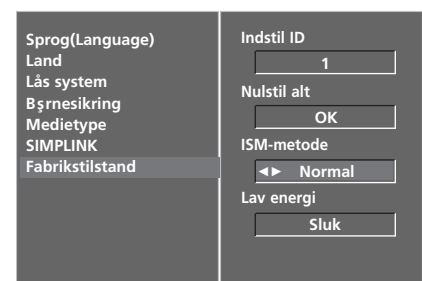 Sprog(Language)
Land
Lås system
Bşrnesikring
Medietype
SIMPLINK
Fabrikstilstand
Indstil ID
1
Nulstil alt
OK
ISM-metode
◄► Normal
Lav energi
Sluk